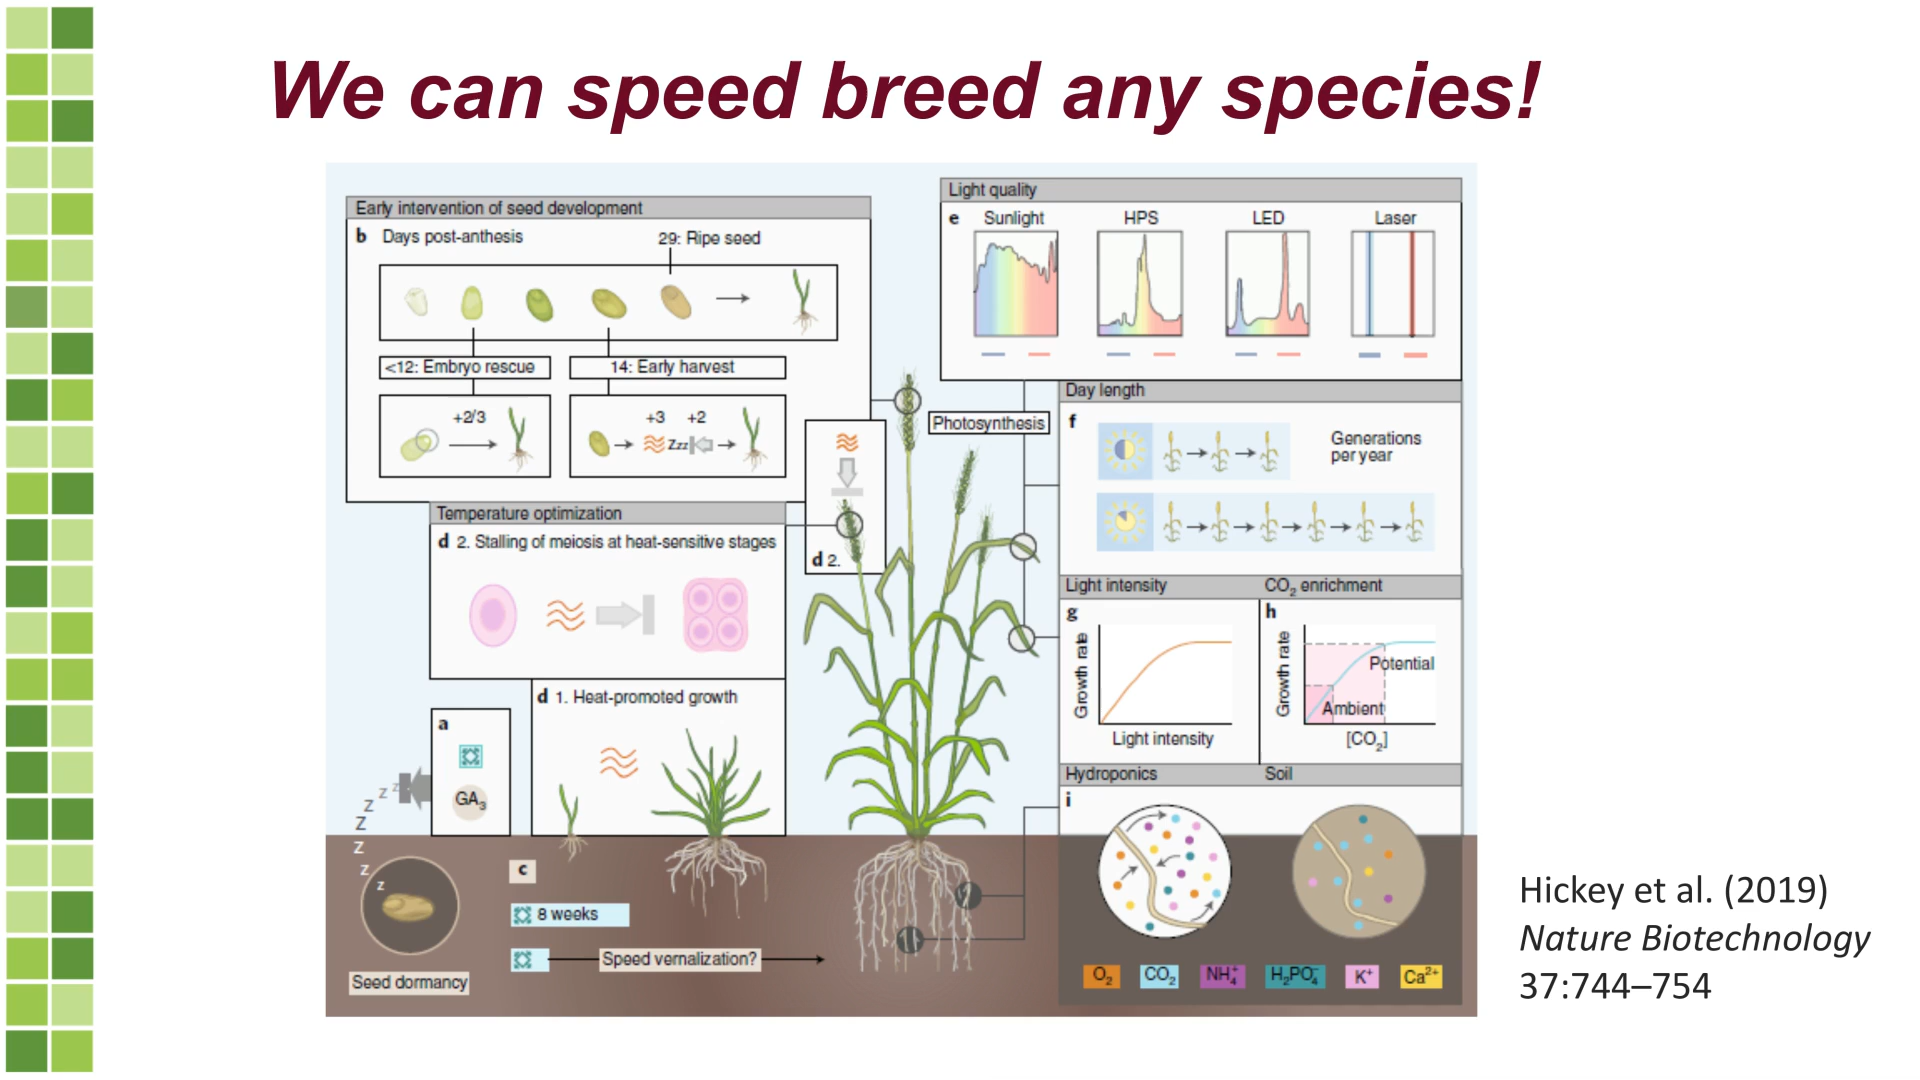 We can speed breed any species!
Early intervention of seed development
b Days post-anthesis
29: Ripe seed
<12: Embryo rescue
14: Early harvest
+2/3
+3 +2
Zzz
Temperature optimization
d 2. Stalling of meiosis at heat-sensitive stages
d 2.
d 1. Heat-promoted growth
a
GA₃
z
z
z
z
z
z
z
Seed dormancy
c
8 weeks
Speed vernalization?
Light quality
e Sunlight HPS LED Laser
Photosynthesis
Day length
f
Generations
per year
Light intensity
g
Growth rate
Light intensity
CO₂ enrichment
h
Growth rate
Potential
Ambient
[CO₂]
Hydroponics Soil
i
O₂ CO₂ NH₄⁺ H₂PO₄⁻ K⁺ Ca²⁺
Hickey et al. (2019)
Nature Biotechnology
37:744–754